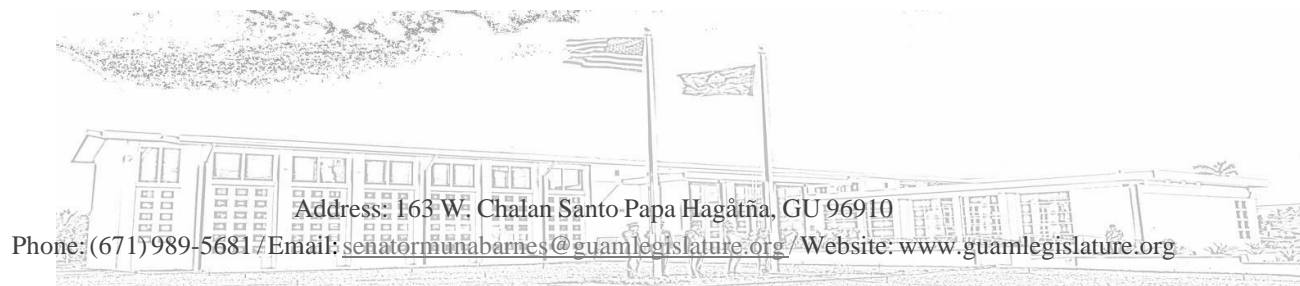 Address: 163 W. Chalan Santo Papa Hagåtña, GU 96910
Phone: (671) 989-5681 / Email: senatormunabarnes@guamlegislature.org / Website: www.guamlegislature.org